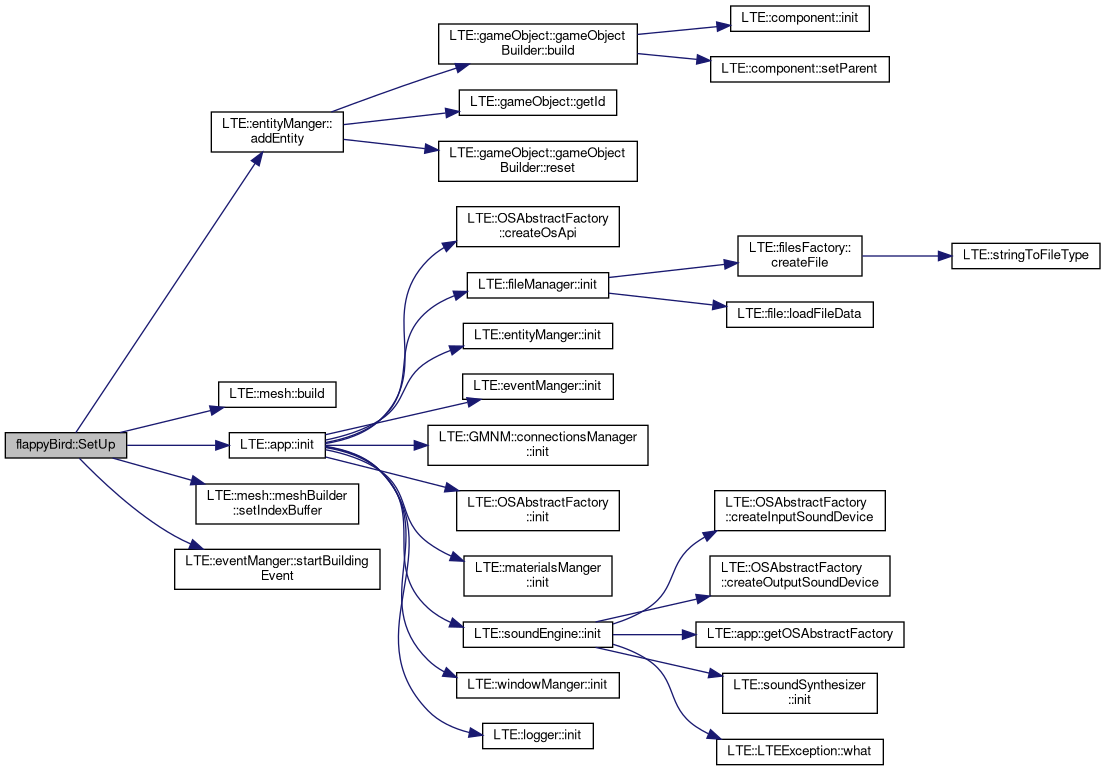 LTE::component::init
LTE::gameObject::gameObject
Builder::build
LTE::component::setParent
LTE::gameObject::getId
LTE::entityManger::
addEntity
LTE::gameObject::gameObject
Builder::reset
LTE::OSAbstractFactory
::createOsApi
LTE::filesFactory::
createFile
LTE::stringToFileType
LTE::fileManager::init
LTE::file::loadFileData
LTE::entityManger::init
LTE::mesh::build
LTE::eventManger::init
flappyBird::SetUp
LTE::app::init
LTE::GMNM::connectionsManager
::init
LTE::mesh::meshBuilder
::setIndexBuffer
LTE::OSAbstractFactory
::init
LTE::OSAbstractFactory
::createInputSoundDevice
LTE::eventManger::startBuilding
Event
LTE::materialsManger
::init
LTE::OSAbstractFactory
::createOutputSoundDevice
LTE::soundEngine::init
LTE::app::getOSAbstractFactory
LTE::windowManger::init
LTE::soundSynthesizer
::init
LTE::logger::init
LTE::LTEException::what